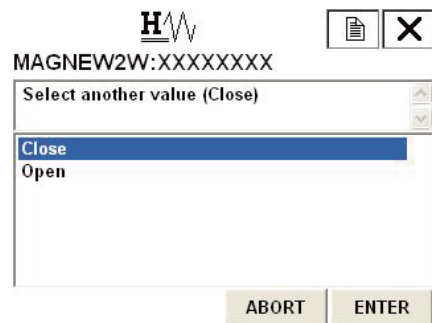 H
MAGNEW2W:XXXXXXXX
Select another value (Close)
Close
Open
ABORT ENTER